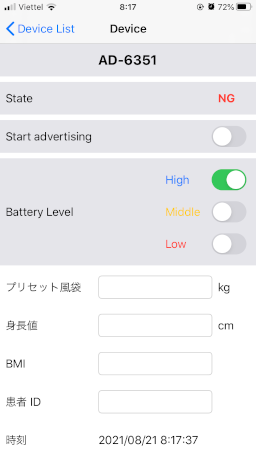 Viettel 8:17 72%
Device List Device
AD-6351
State NG
Start advertising
High
Battery Level Middle
Low
プリセット風袋 kg
身長値 cm
BMI
患者 ID
時刻 2021/08/21 8:17:37